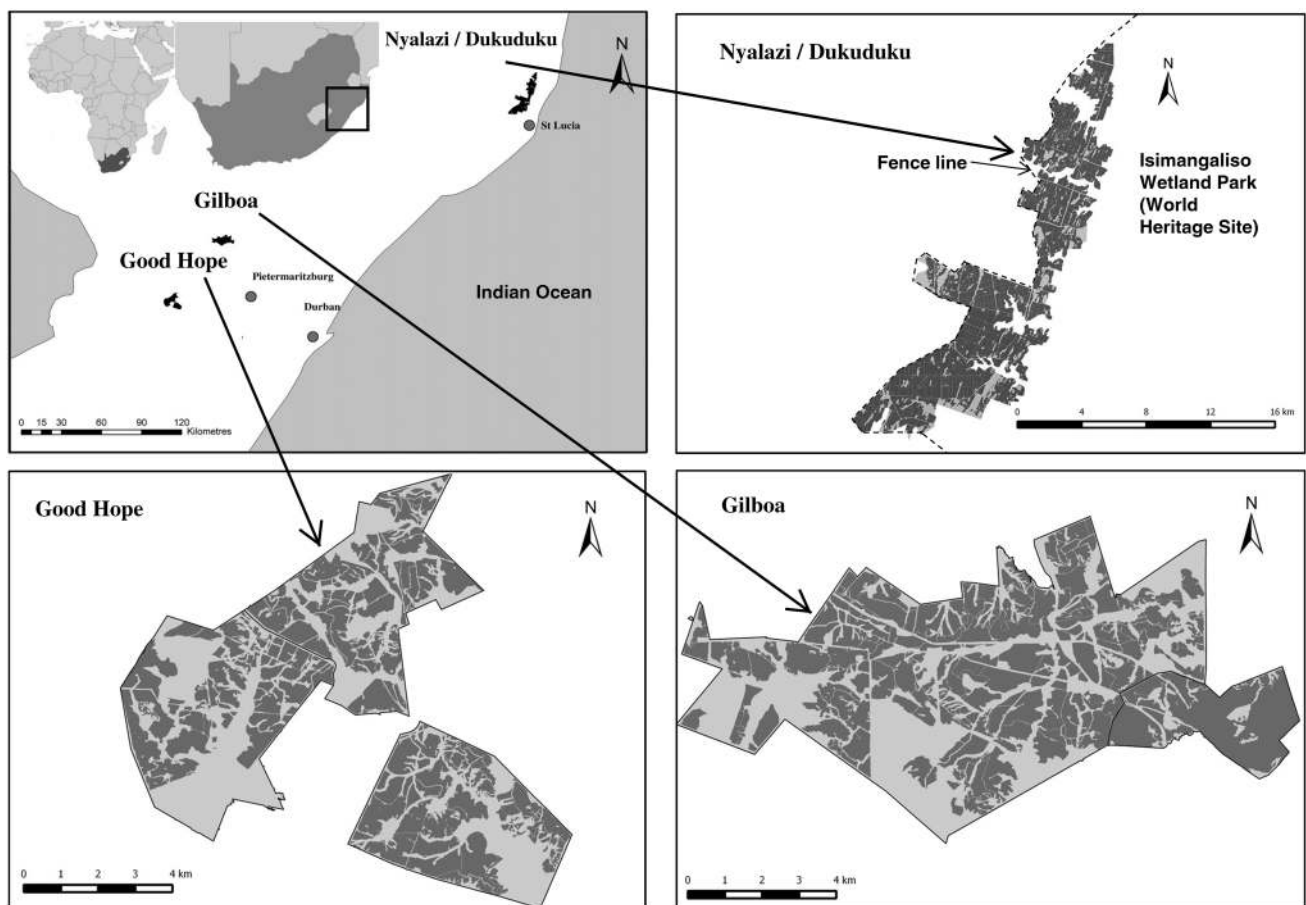 Nyalazi / Dukuduku
N
St Lucia
Gilboa
Good Hope
Pietermaritzburg
Durban
Indian Ocean
0 15 30 60 90 120
Kilometres
Nyalazi / Dukuduku
N
Fence line
Isimangaliso
Wetland Park
(World
Heritage Site)
0 4 8 12 16 km
Good Hope
N
0 1 2 3 4 km
Gilboa
N
0 1 2 3 4 km